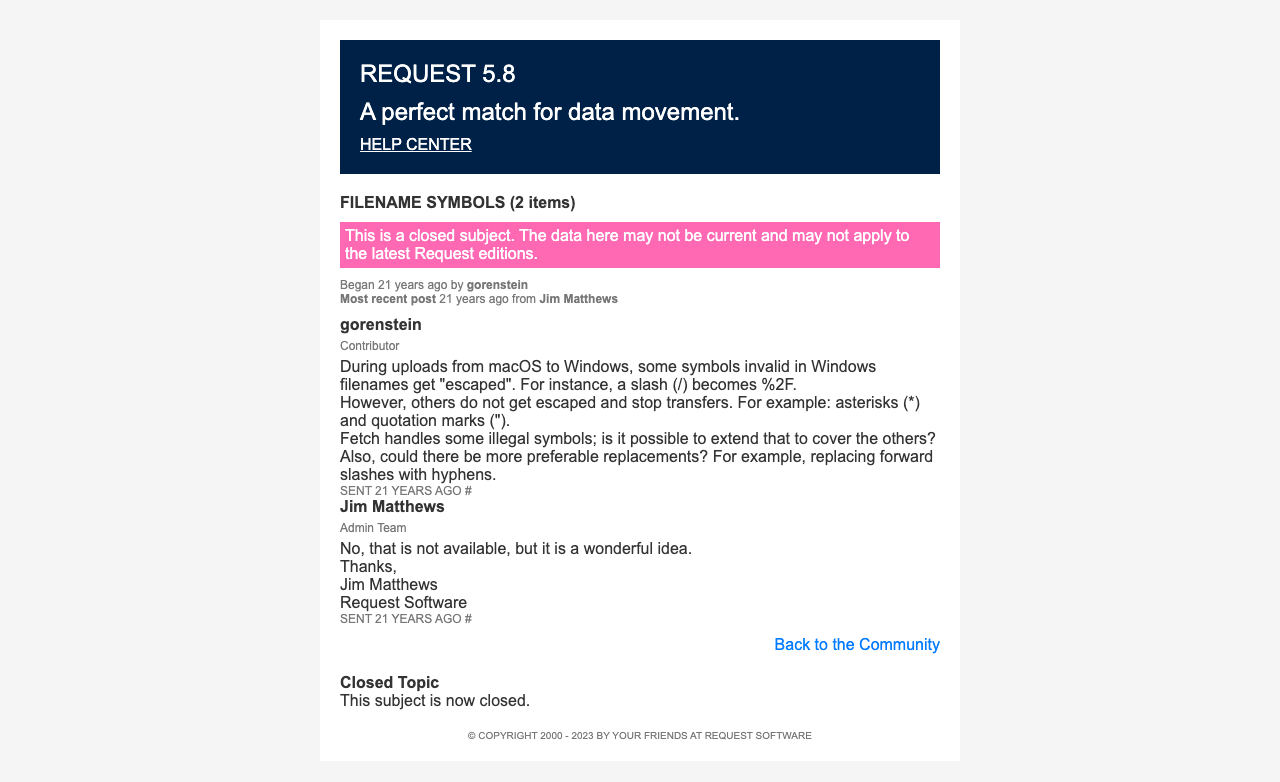 REQUEST 5.8
A perfect match for data movement.
HELP CENTER
FILENAME SYMBOLS (2 items)
This is a closed subject. The data here may not be current and may not apply to
the latest Request editions.
Began 21 years ago by gorenstein
Most recent post 21 years ago from Jim Matthews
gorenstein
Contributor
During uploads from macOS to Windows, some symbols invalid in Windows
filenames get "escaped". For instance, a slash (/) becomes %2F.
However, others do not get escaped and stop transfers. For example: asterisks (*)
and quotation marks (").
Fetch handles some illegal symbols; is it possible to extend that to cover the others?
Also, could there be more preferable replacements? For example, replacing forward
slashes with hyphens.
SENT 21 YEARS AGO #
Jim Matthews
Admin Team
No, that is not available, but it is a wonderful idea.
Thanks,
Jim Matthews
Request Software
SENT 21 YEARS AGO #
Back to the Community
Closed Topic
This subject is now closed.
© COPYRIGHT 2000 - 2023 BY YOUR FRIENDS AT REQUEST SOFTWARE